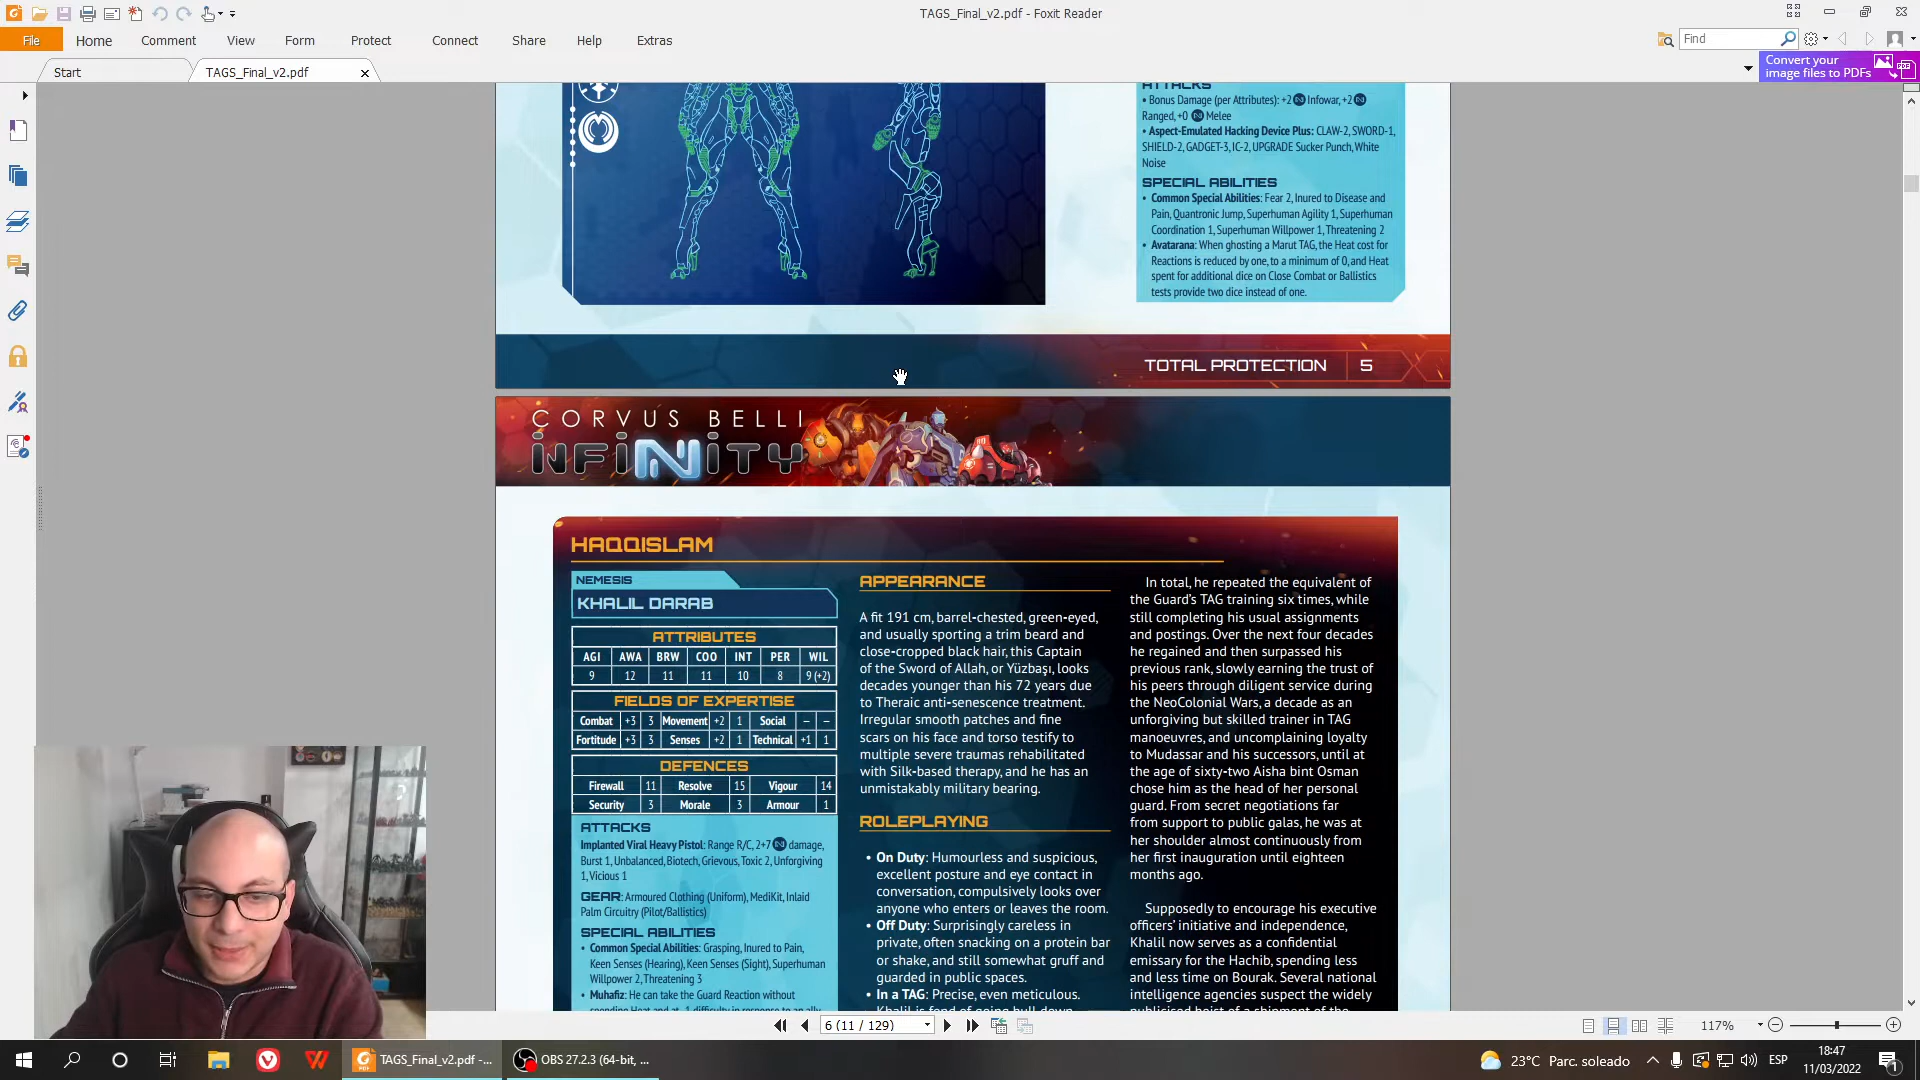 TAGS_Final_v2.pdf - Foxit Reader
File Home Comment View Form Protect Connect Share Help Extras
Find
Start
TAGS_Final_v2.pdf
Convert your
image files to PDFs
ATTACKS
• Bonus Damage (per Attributes): +2 Infowar, +2
Ranged, +0 Melee
• Aspect-Emulated Hacking Device Plus: CLAW-2, SWORD-1,
SHIELD-2, GADGET-3, IC-2, UPGRADE Sucker Punch, White
Noise
SPECIAL ABILITIES
• Common Special Abilities: Fear 2, Inured to Disease and
Pain, Quantronic Jump, Superhuman Agility 1, Superhuman
Coordination 1, Superhuman Willpower 1, Threatening 2
• Avatarana: When ghosting a Marut TAG, the Heat cost for
Reactions is reduced by one, to a minimum of 0, and Heat
spent for additional dice on Close Combat or Ballistics
tests provide two dice instead of one.
TOTAL PROTECTION 5
CORVUS BELLI
INFINITY
HAQQISLAM
NEMESIS
KHALIL DARAB
ATTRIBUTES
AGI AWA BRW COO INT PER WIL
9 12 11 11 10 8 9 (+2)
FIELDS OF EXPERTISE
Combat +3 3 Movement +2 1 Social – –
Fortitude +3 3 Senses +2 1 Technical +1 1
DEFENCES
Firewall 11 Resolve 15 Vigour 14
Security 3 Morale 3 Armour 1
ATTACKS
Implanted Viral Heavy Pistol: Range R/C, 2+7 damage,
Burst 1, Unbalanced, Biotech, Grievous, Toxic 2, Unforgiving
1, Vicious 1
GEAR: Armoured Clothing (Uniform), MediKit, Inlaid
Palm Circuitry (Pilot/Ballistics)
SPECIAL ABILITIES
• Common Special Abilities: Grasping, Inured to Pain,
Keen Senses (Hearing), Keen Senses (Sight), Superhuman
Willpower 2, Threatening 3
• Muhafiz: He can take the Guard Reaction without
spending Heat and at -1 difficulty in response to an ally
APPEARANCE
A fit 191 cm, barrel-chested, green-eyed,
and usually sporting a trim beard and
close-cropped black hair, this Captain
of the Sword of Allah, or Yüzbaşı, looks
decades younger than his 72 years due
to Theraic anti-senescence treatment.
Irregular smooth patches and fine
scars on his face and torso testify to
multiple severe traumas rehabilitated
with Silk-based therapy, and he has an
unmistakably military bearing.
ROLEPLAYING
• On Duty: Humourless and suspicious,
excellent posture and eye contact in
conversation, compulsively looks over
anyone who enters or leaves the room.
• Off Duty: Surprisingly careless in
private, often snacking on a protein bar
or shake, and still somewhat gruff and
guarded in public spaces.
• In a TAG: Precise, even meticulous.
Khalil is fond of going hull down
In total, he repeated the equivalent of
the Guard's TAG training six times, while
still completing his usual assignments
and postings. Over the next four decades
he regained and then surpassed his
previous rank, slowly earning the trust of
his peers through diligent service during
the NeoColonial Wars, a decade as an
unforgiving but skilled trainer in TAG
manoeuvres, and uncomplaining loyalty
to Mudassar and his successors, until at
the age of sixty-two Aisha bint Osman
chose him as the head of her personal
guard. From secret negotiations far
from support to public galas, he was at
her shoulder almost continuously from
her first inauguration until eighteen
months ago.
Supposedly to encourage his executive
officers' initiative and independence,
Khalil now serves as a confidential
emissary for the Hachib, spending less
and less time on Bourak. Several national
intelligence agencies suspect the widely
publicised heist of a shipment of the
6 (11 / 129)
117%
TAGS_Final_v2.pdf -...
OBS 27.2.3 (64-bit, ...
23°C Parc. soleado
ESP
18:47
11/03/2022